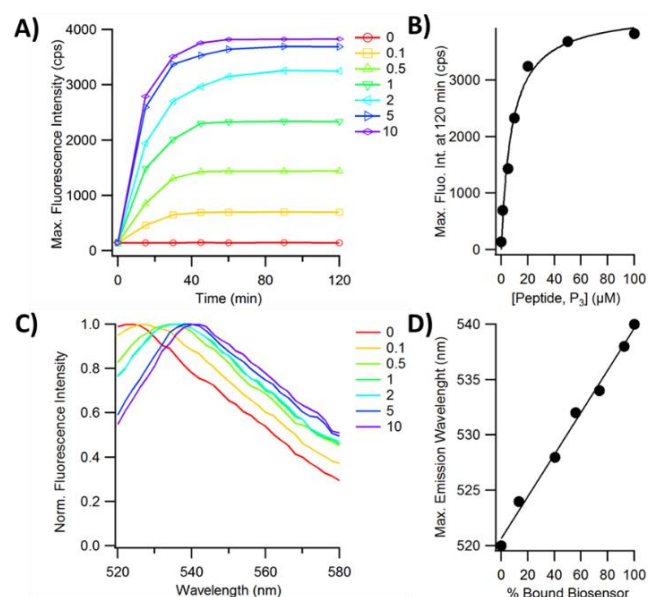 A)
Max. Fluorescence Intensity (cps)
4000
3000
2000
1000
0
0 20 40 60 80 100 120
Time (min)
0
0.1
0.5
1
2
5
10
B)
Max. Fluo. Int. at 120 min (cps)
3000
2000
1000
0
0 20 40 60 80 100
[Peptide, P3] (µM)
C)
Norm. Fluorescence Intensity
1.0
0.8
0.6
0.4
0.2
0.0
520 540 560 580
Wavelength (nm)
0
0.1
0.5
1
2
5
10
D)
Max. Emission Wavelenght (nm)
540
535
530
525
520
0 20 40 60 80 100
% Bound Biosensor